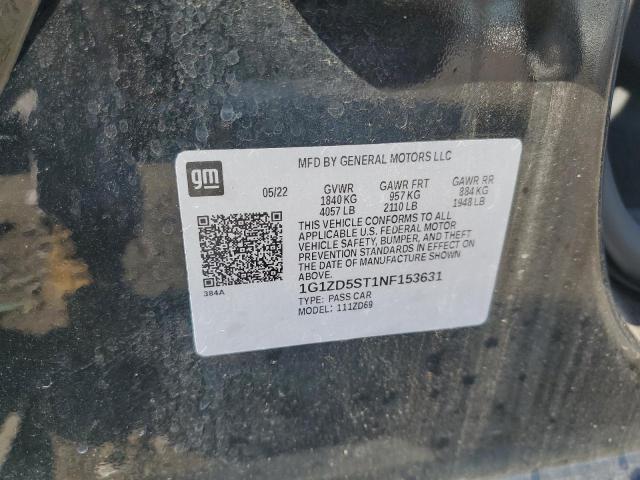 MFD BY GENERAL MOTORS LLC
gm
05/22 GVWR GAWR FRT GAWR RR
1840 KG 957 KG 884 KG
4057 LB 2110 LB 1948 LB
THIS VEHICLE CONFORMS TO ALL
APPLICABLE U.S. FEDERAL MOTOR
VEHICLE SAFETY, BUMPER, AND THEFT
PREVENTION STANDARDS IN EFFECT ON
THE DATE OF MANUFACTURE SHOWN
ABOVE.
384A
1G1ZD5ST1NF153631
TYPE: PASS CAR
MODEL: 111ZD69